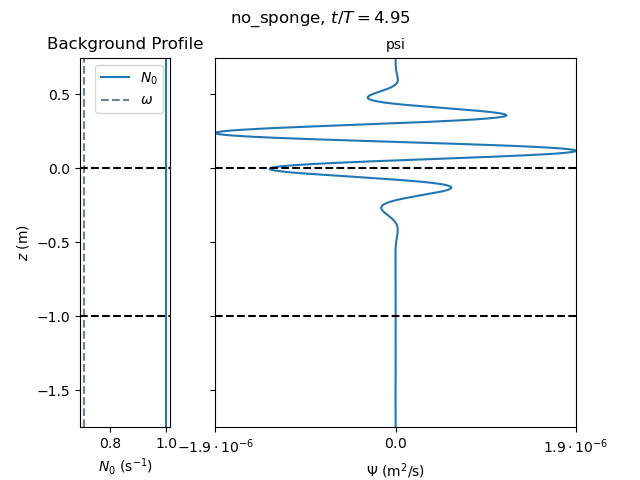 no_sponge, t/T = 4.95
Background Profile
psi
N₀
ω
0.5
0.0
−0.5
−1.0
−1.5
z (m)
0.8
1.0
N₀ (s⁻¹)
−1.9 · 10⁻⁶
0.0
1.9 · 10⁻⁶
Ψ (m²/s)